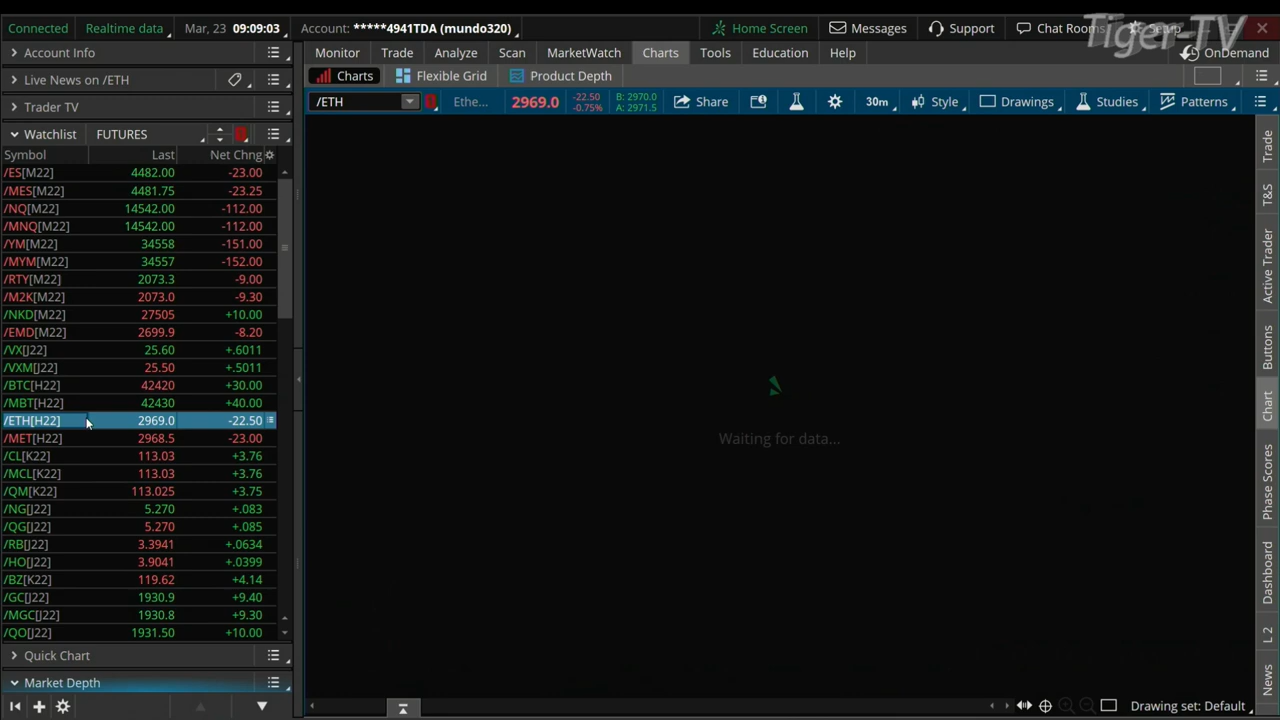 Connected Realtime data Mar, 23 09:09:03 Account: *****4941TDA (mundo320) Home Screen Messages Support Chat Rooms Setup
Tiger-TV
Account Info Monitor Trade Analyze Scan MarketWatch Charts Tools Education Help OnDemand
Live News on /ETH Charts Flexible Grid Product Depth
Trader TV /ETH Ethe... 2969.0 -22.50 -0.75% B: 2970.0 A: 2971.5 Share 30m Style Drawings Studies Patterns
Watchlist FUTURES
Symbol Last Net Chng
/ES[M22] 4482.00 -23.00
/MES[M22] 4481.75 -23.25
/NQ[M22] 14542.00 -112.00
/MNQ[M22] 14542.00 -112.00
/YM[M22] 34558 -151.00
/MYM[M22] 34557 -152.00
/RTY[M22] 2073.3 -9.00
/M2K[M22] 2073.0 -9.30
/NKD[M22] 27505 +10.00
/EMD[M22] 2699.9 -8.20
/VX[J22] 25.60 +.6011
/VXM[J22] 25.50 +.5011
/BTC[H22] 42420 +30.00
/MBT[H22] 42430 +40.00
/ETH[H22] 2969.0 -22.50
/MET[H22] 2968.5 -23.00
/CL[K22] 113.03 +3.76
/MCL[K22] 113.03 +3.76
/QM[K22] 113.025 +3.75
/NG[J22] 5.270 +.083
/QG[J22] 5.270 +.085
/RB[J22] 3.3941 +.0634
/HO[J22] 3.9041 +.0399
/BZ[K22] 119.62 +4.14
/GC[J22] 1930.9 +9.40
/MGC[J22] 1930.8 +9.30
/QO[J22] 1931.50 +10.00
Waiting for data...
Quick Chart
Market Depth
Drawing set: Default
Trade
T&S
Active Trader
Buttons
Chart
Phase Scores
Dashboard
L 2
News